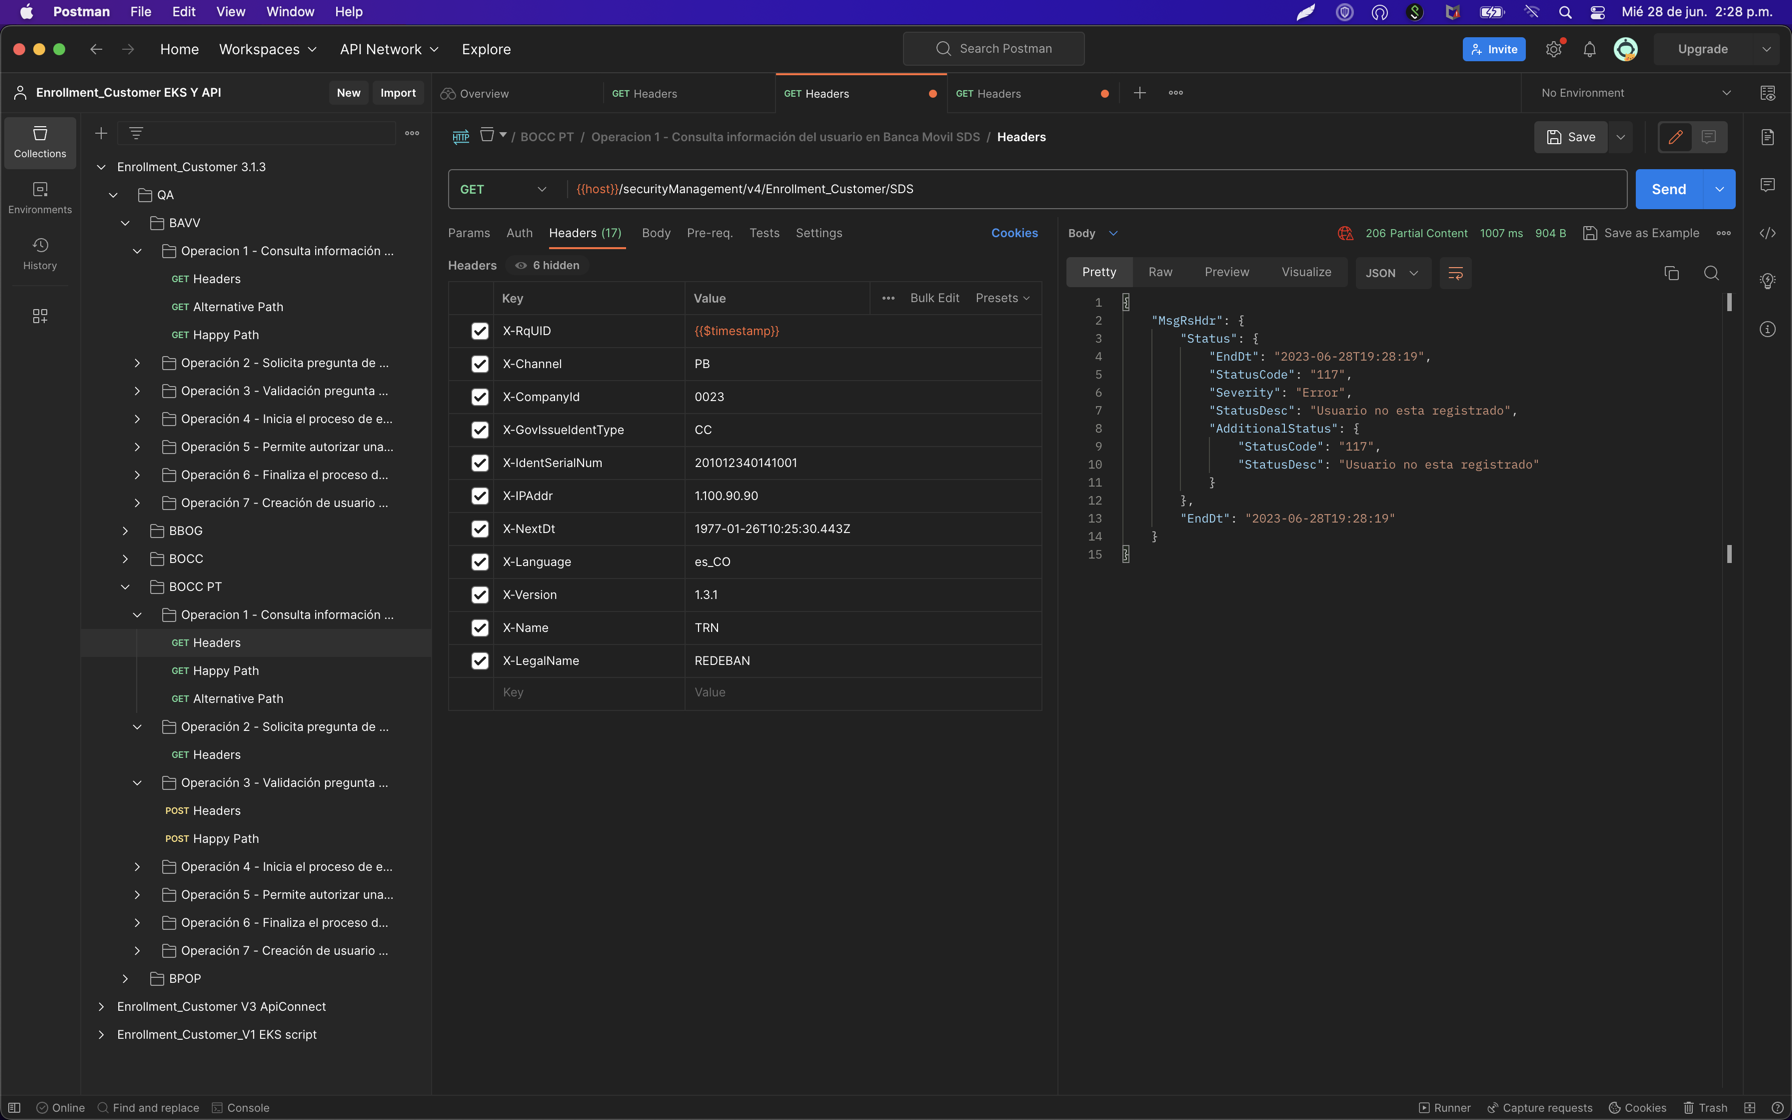 Postman File Edit View Window Help
Mié 28 de jun. 2:28 p.m.
Home Workspaces API Network Explore
Search Postman
Invite
Upgrade
Enrollment_Customer EKS Y API
New Import
Overview
GET Headers
GET Headers
GET Headers
No Environment
Collections
Environments
History
Enrollment_Customer 3.1.3
QA
BAVV
Operacion 1 - Consulta información ...
GET Headers
GET Alternative Path
GET Happy Path
Operación 2 - Solicita pregunta de ...
Operación 3 - Validación pregunta ...
Operación 4 - Inicia el proceso de e...
Operación 5 - Permite autorizar una...
Operación 6 - Finaliza el proceso d...
Operación 7 - Creación de usuario ...
BBOG
BOCC
BOCC PT
Operacion 1 - Consulta información ...
GET Headers
GET Happy Path
GET Alternative Path
Operación 2 - Solicita pregunta de ...
GET Headers
Operación 3 - Validación pregunta ...
POST Headers
POST Happy Path
Operación 4 - Inicia el proceso de e...
Operación 5 - Permite autorizar una...
Operación 6 - Finaliza el proceso d...
Operación 7 - Creación de usuario ...
BPOP
Enrollment_Customer V3 ApiConnect
Enrollment_Customer_V1 EKS script
HTTP / BOCC PT / Operacion 1 - Consulta información del usuario en Banca Movil SDS / Headers
Save
GET {{host}}/securityManagement/v4/Enrollment_Customer/SDS
Send
Params Auth Headers (17) Body Pre-req. Tests Settings Cookies
Headers 6 hidden
Key Value Bulk Edit Presets
X-RqUID {{$timestamp}}
X-Channel PB
X-CompanyId 0023
X-GovIssueIdentType CC
X-IdentSerialNum 201012340141001
X-IPAddr 1.100.90.90
X-NextDt 1977-01-26T10:25:30.443Z
X-Language es_CO
X-Version 1.3.1
X-Name TRN
X-LegalName REDEBAN
Key Value
Body 206 Partial Content 1007 ms 904 B Save as Example
Pretty Raw Preview Visualize JSON
1 {
2 "MsgRsHdr": {
3 "Status": {
4 "EndDt": "2023-06-28T19:28:19",
5 "StatusCode": "117",
6 "Severity": "Error",
7 "StatusDesc": "Usuario no esta registrado",
8 "AdditionalStatus": {
9 "StatusCode": "117",
10 "StatusDesc": "Usuario no esta registrado"
11 }
12 },
13 "EndDt": "2023-06-28T19:28:19"
14 }
15 }
Online Find and replace Console
Runner Capture requests Cookies Trash